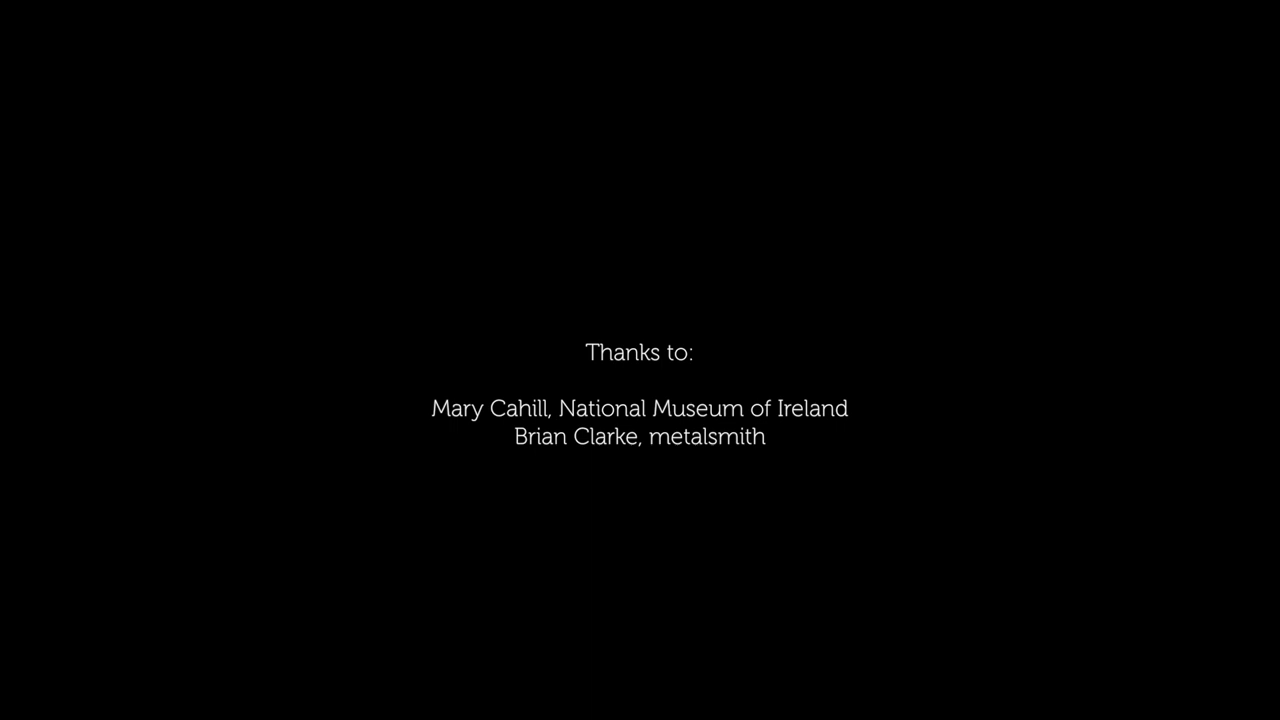 Thanks to:
Mary Cahill, National Museum of Ireland
Brian Clarke, metalsmith